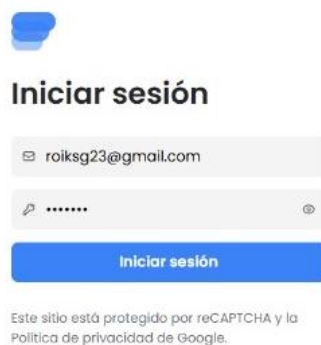 Iniciar sesión
roiksg23@gmail.com
•••••••
Iniciar sesión
Este sitio está protegido por reCAPTCHA y la
Política de privacidad de Google.